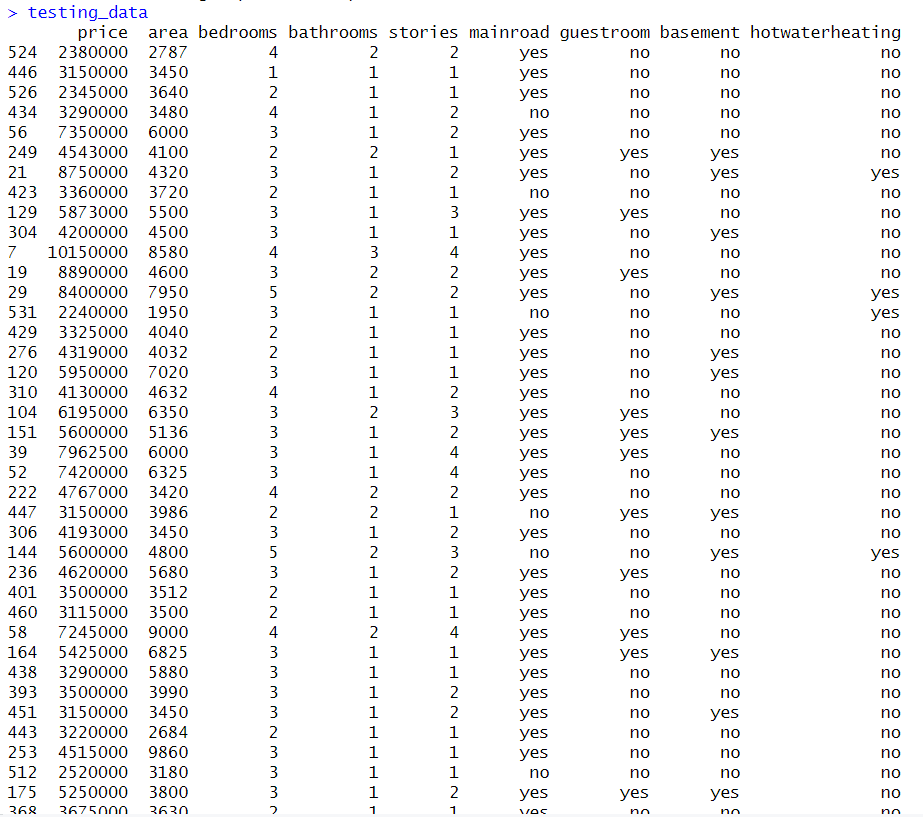 > testing_data
price area bedrooms bathrooms stories mainroad guestroom basement hotwaterheating
524 2380000 2787 4 2 2 yes no no no
446 3150000 3450 1 1 1 yes no no no
526 2345000 3640 2 1 1 yes no no no
434 3290000 3480 4 1 2 no no no no
56 7350000 6000 3 1 2 yes no no no
249 4543000 4100 2 2 1 yes yes yes no
21 8750000 4320 3 1 2 yes no yes yes
423 3360000 3720 2 1 1 no no no no
129 5873000 5500 3 1 3 yes yes no no
304 4200000 4500 3 1 1 yes no yes no
7 10150000 8580 4 3 4 yes no no no
19 8890000 4600 3 2 2 yes yes no no
29 8400000 7950 5 2 2 yes no yes yes
531 2240000 1950 3 1 1 no no no yes
429 3325000 4040 2 1 1 yes no no no
276 4319000 4032 2 1 1 yes no yes no
120 5950000 7020 3 1 1 yes no yes no
310 4130000 4632 4 1 2 yes no no no
104 6195000 6350 3 2 3 yes yes no no
151 5600000 5136 3 1 2 yes yes yes no
39 7962500 6000 3 1 4 yes yes no no
52 7420000 6325 3 1 4 yes no no no
222 4767000 3420 4 2 2 yes no no no
447 3150000 3986 2 2 1 no yes yes no
306 4193000 3450 3 1 2 yes no no no
144 5600000 4800 5 2 3 no no yes yes
236 4620000 5680 3 1 2 yes yes no no
401 3500000 3512 2 1 1 yes no no no
460 3115000 3500 2 1 1 yes no no no
58 7245000 9000 4 2 4 yes yes no no
164 5425000 6825 3 1 1 yes yes yes no
438 3290000 5880 3 1 1 yes no no no
393 3500000 3990 3 1 2 yes no no no
451 3150000 3450 3 1 2 yes no yes no
443 3220000 2684 2 1 1 yes no no no
253 4515000 9860 3 1 1 yes no no no
512 2520000 3180 3 1 1 no no no no
175 5250000 3800 3 1 2 yes yes yes no
368 3675000 3630 2 1 1 yes no no no